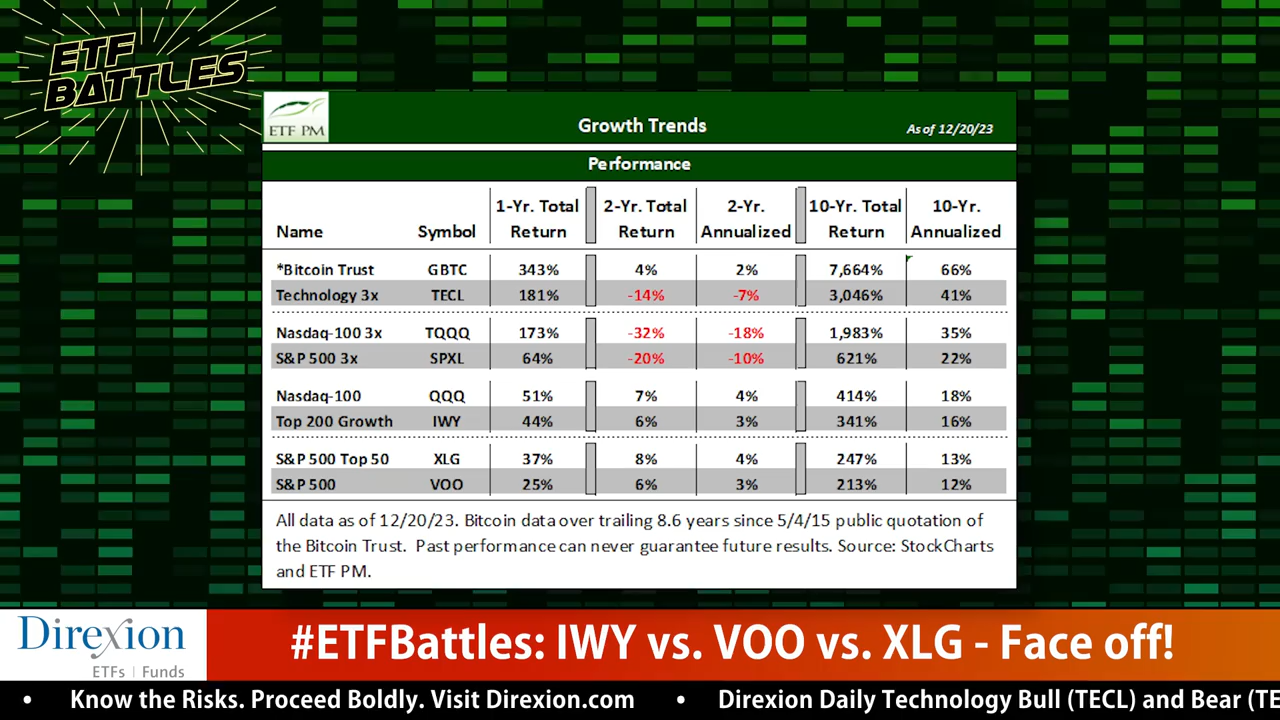 ETF
BATTLES
ETF PM
Growth Trends
As of 12/20/23
Performance
Name Symbol 1-Yr. Total Return 2-Yr. Total Return 2-Yr. Annualized 10-Yr. Total Return 10-Yr. Annualized
*Bitcoin Trust GBTC 343% 4% 2% 7,664% 66%
Technology 3x TECL 181% -14% -7% 3,046% 41%
Nasdaq-100 3x TQQQ 173% -32% -18% 1,983% 35%
S&P 500 3x SPXL 64% -20% -10% 621% 22%
Nasdaq-100 QQQ 51% 7% 4% 414% 18%
Top 200 Growth IWY 44% 6% 3% 341% 16%
S&P 500 Top 50 XLG 37% 8% 4% 247% 13%
S&P 500 VOO 25% 6% 3% 213% 12%
All data as of 12/20/23. Bitcoin data over trailing 8.6 years since 5/4/15 public quotation of
the Bitcoin Trust. Past performance can never guarantee future results. Source: StockCharts
and ETF PM.
Direxion
ETFs | Funds
#ETFBattles: IWY vs. VOO vs. XLG - Face off!
• Know the Risks. Proceed Boldly. Visit Direxion.com • Direxion Daily Technology Bull (TECL) and Bear (TE